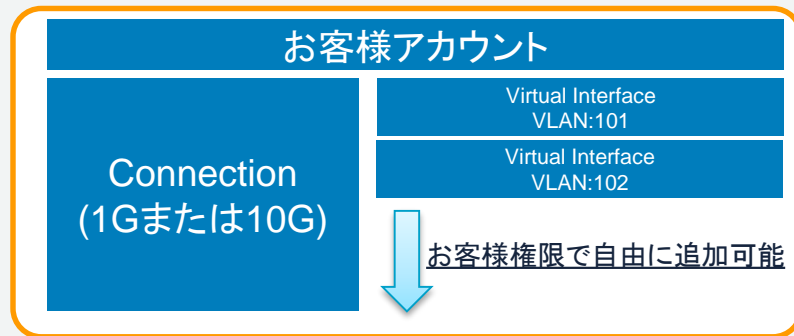 お客様アカウント
Connection
(1Gまたは10G)
Virtual Interface
VLAN:101
Virtual Interface
VLAN:102
お客様権限で自由に追加可能